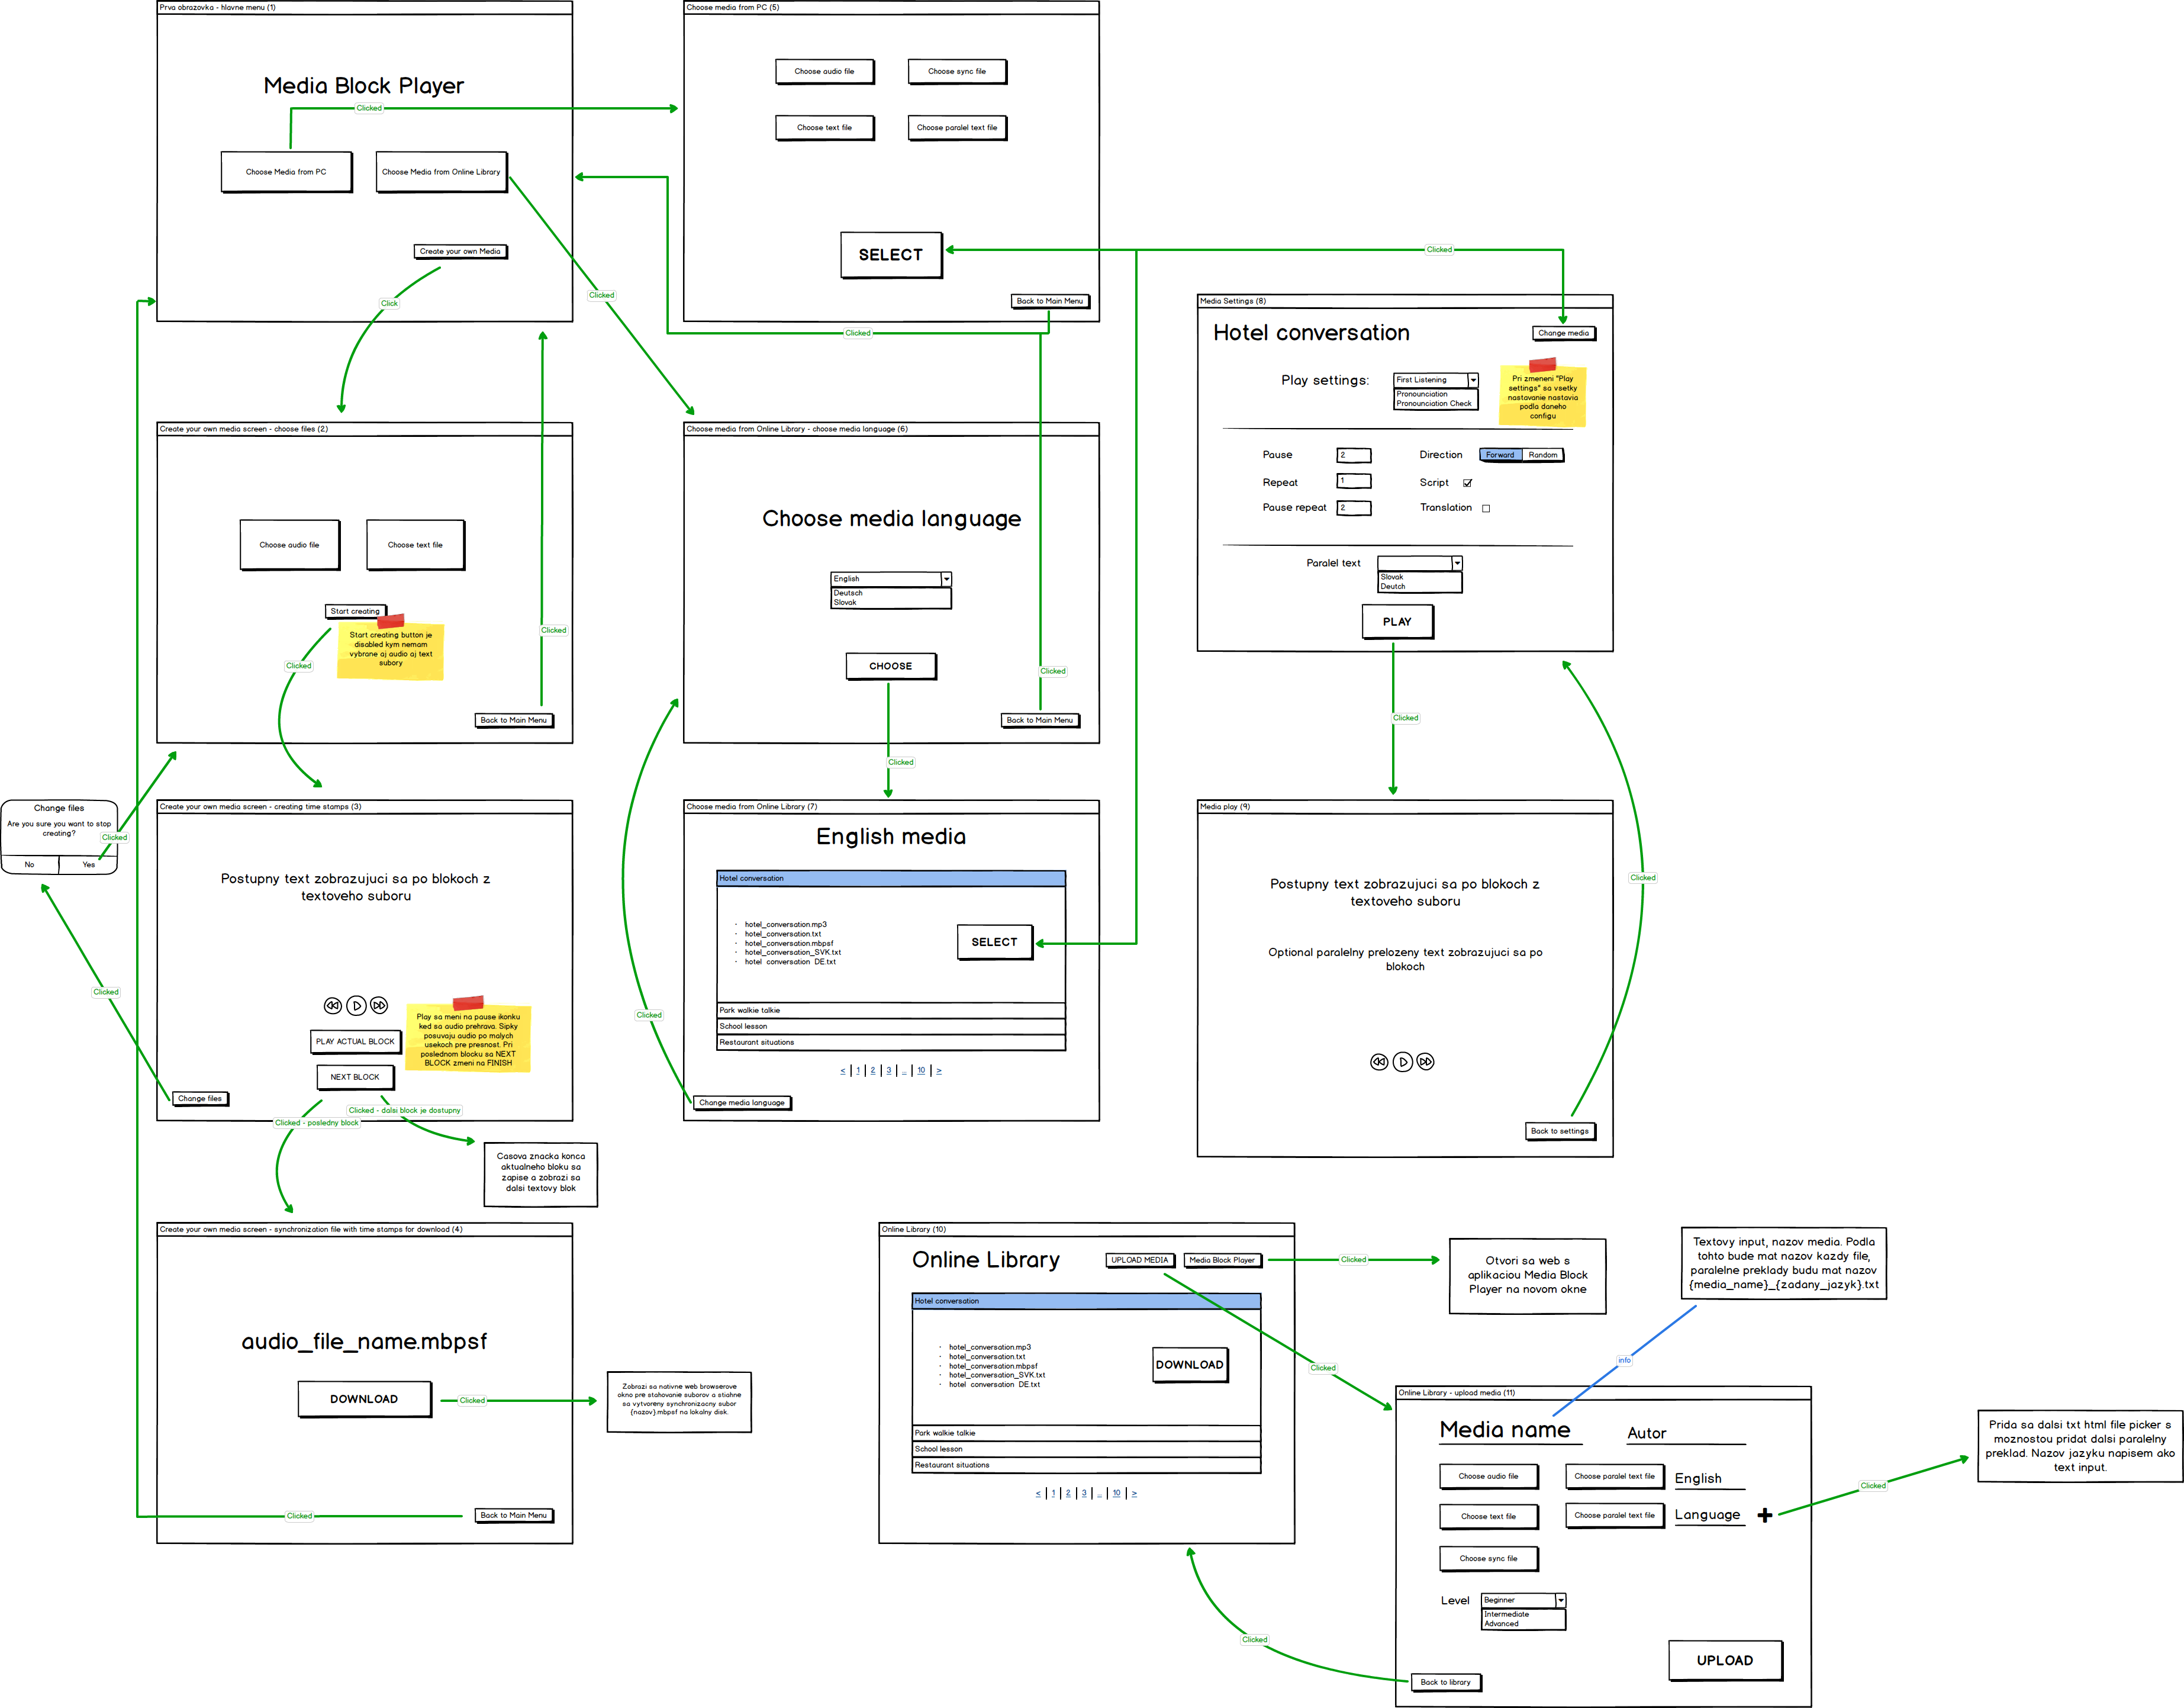 Prva obrazovka - hlavne menu (1)
Media Block Player
Clicked
Choose Media from PC
Choose Media from Online Library
Create your own Media
Click
Clicked
Choose media from PC (5)
Choose audio file
Choose sync file
Choose text file
Choose paralel text file
SELECT
Back to Main Menu
Clicked
Clicked
Media Settings (8)
Hotel conversation
Change media
Play settings:
First Listening
Pronounciation
Pronounciation Check
Pri zmeneni "Play
settings" sa vsetky
nastavanie nastavia
podla daneho
configu
Pause
2
Direction
Forward
Random
Repeat
1
Script
Pause repeat
2
Translation
Paralel text
Slovak
Deutch
PLAY
Clicked
Create your own media screen - choose files (2)
Choose audio file
Choose text file
Start creating
Start creating button je
disabled kym nemam
vybrane aj audio aj text
subory
Clicked
Clicked
Back to Main Menu
Choose media from Online Library - choose media language (6)
Choose media language
English
Deutsch
Slovak
CHOOSE
Clicked
Back to Main Menu
Clicked
Change files
Are you sure you want to stop
creating?
Clicked
No
Yes
Clicked
Create your own media screen - creating time stamps (3)
Postupny text zobrazujuci sa po blokoch z
textoveho suboru
PLAY ACTUAL BLOCK
NEXT BLOCK
Play sa meni na pause ikonku
ked sa audio prehrava. Sipky
posuvaju audio po malych
usekoch pre presnost. Pri
poslednom blocku sa NEXT
BLOCK zmeni na FINISH
Change files
Clicked - dalsi block je dostupny
Clicked - posledny block
Casova znacka konca
aktualneho bloku sa
zapise a zobrazi sa
dalsi textovy blok
Choose media from Online Library (7)
English media
Hotel conversation
· hotel_conversation.mp3
· hotel_conversation.txt
· hotel_conversation.mbpsf
· hotel_conversation_SVK.txt
· hotel conversation DE.txt
SELECT
Park walkie talkie
School lesson
Restaurant situations
< | 1 | 2 | 3 | ... | 10 | >
Change media language
Clicked
Media play (9)
Postupny text zobrazujuci sa po blokoch z
textoveho suboru
Optional paralelny prelozeny text zobrazujuci sa po
blokoch
Back to settings
Clicked
Create your own media screen - synchronization file with time stamps for download (4)
audio_file_name.mbpsf
DOWNLOAD
Clicked
Zobrazi sa nativne web browserove
okno pre stahovanie suborov a stiahne
sa vytvoreny synchronizacny subor
{nazov}.mbpsf na lokalny disk.
Clicked
Back to Main Menu
Online Library (10)
Online Library
UPLOAD MEDIA
Media Block Player
Clicked
Otvori sa web s
aplikaciou Media Block
Player na novom okne
Hotel conversation
· hotel_conversation.mp3
· hotel_conversation.txt
· hotel_conversation.mbpsf
· hotel_conversation_SVK.txt
· hotel conversation DE.txt
DOWNLOAD
Park walkie talkie
School lesson
Restaurant situations
< | 1 | 2 | 3 | ... | 10 | >
Clicked
Textovy input, nazov media. Podla
tohto bude mat nazov kazdy file,
paralelne preklady budu mat nazov
{media_name}_{zadany_jazyk}.txt
info
Online Library - upload media (11)
Media name
Autor
Choose audio file
Choose paralel text file
English
Choose text file
Choose paralel text file
Language
Choose sync file
Level
Beginner
Intermediate
Advanced
UPLOAD
Back to library
Clicked
Clicked
Prida sa dalsi txt html file picker s
moznostou pridat dalsi paralelny
preklad. Nazov jazyku napisem ako
text input.